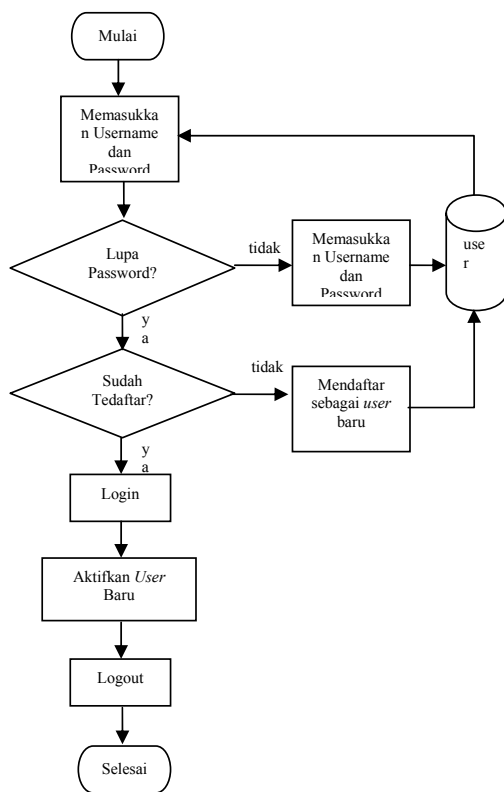 Mulai
Memasukka
n Username
dan
Password
Lupa
Password?
tidak
Memasukka
n Username
dan
Password
use
r
y
a
Sudah
Tedaftar?
tidak
Mendaftar
sebagai user
baru
y
a
Login
Aktifkan User
Baru
Logout
Selesai